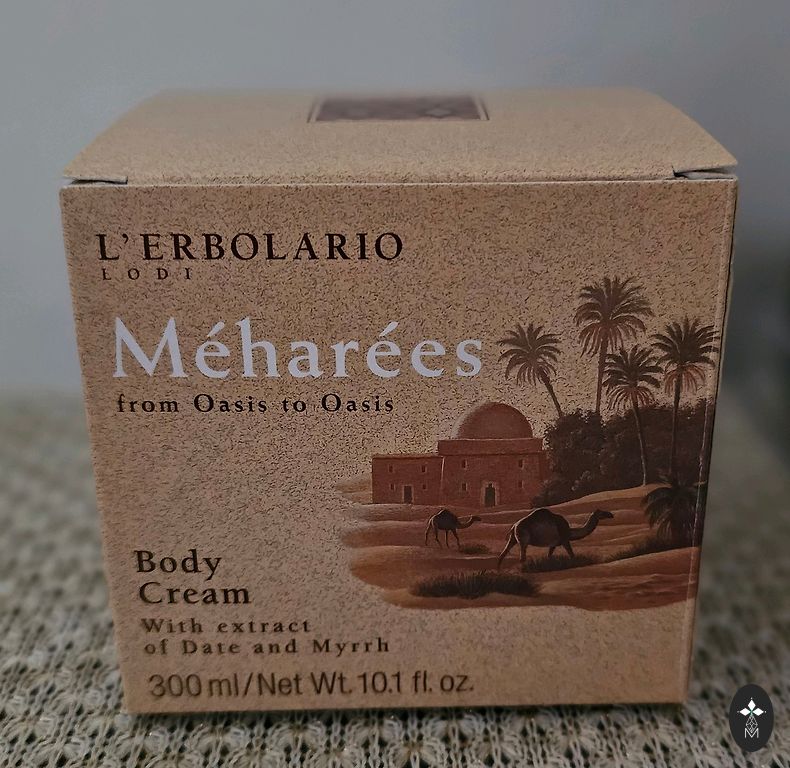 L'ERBOLARIO
LODI
Méharées
from Oasis to Oasis
Body
Cream
With extract
of Date and Myrrh
300 ml/Net Wt. 10.1 fl. oz.
M